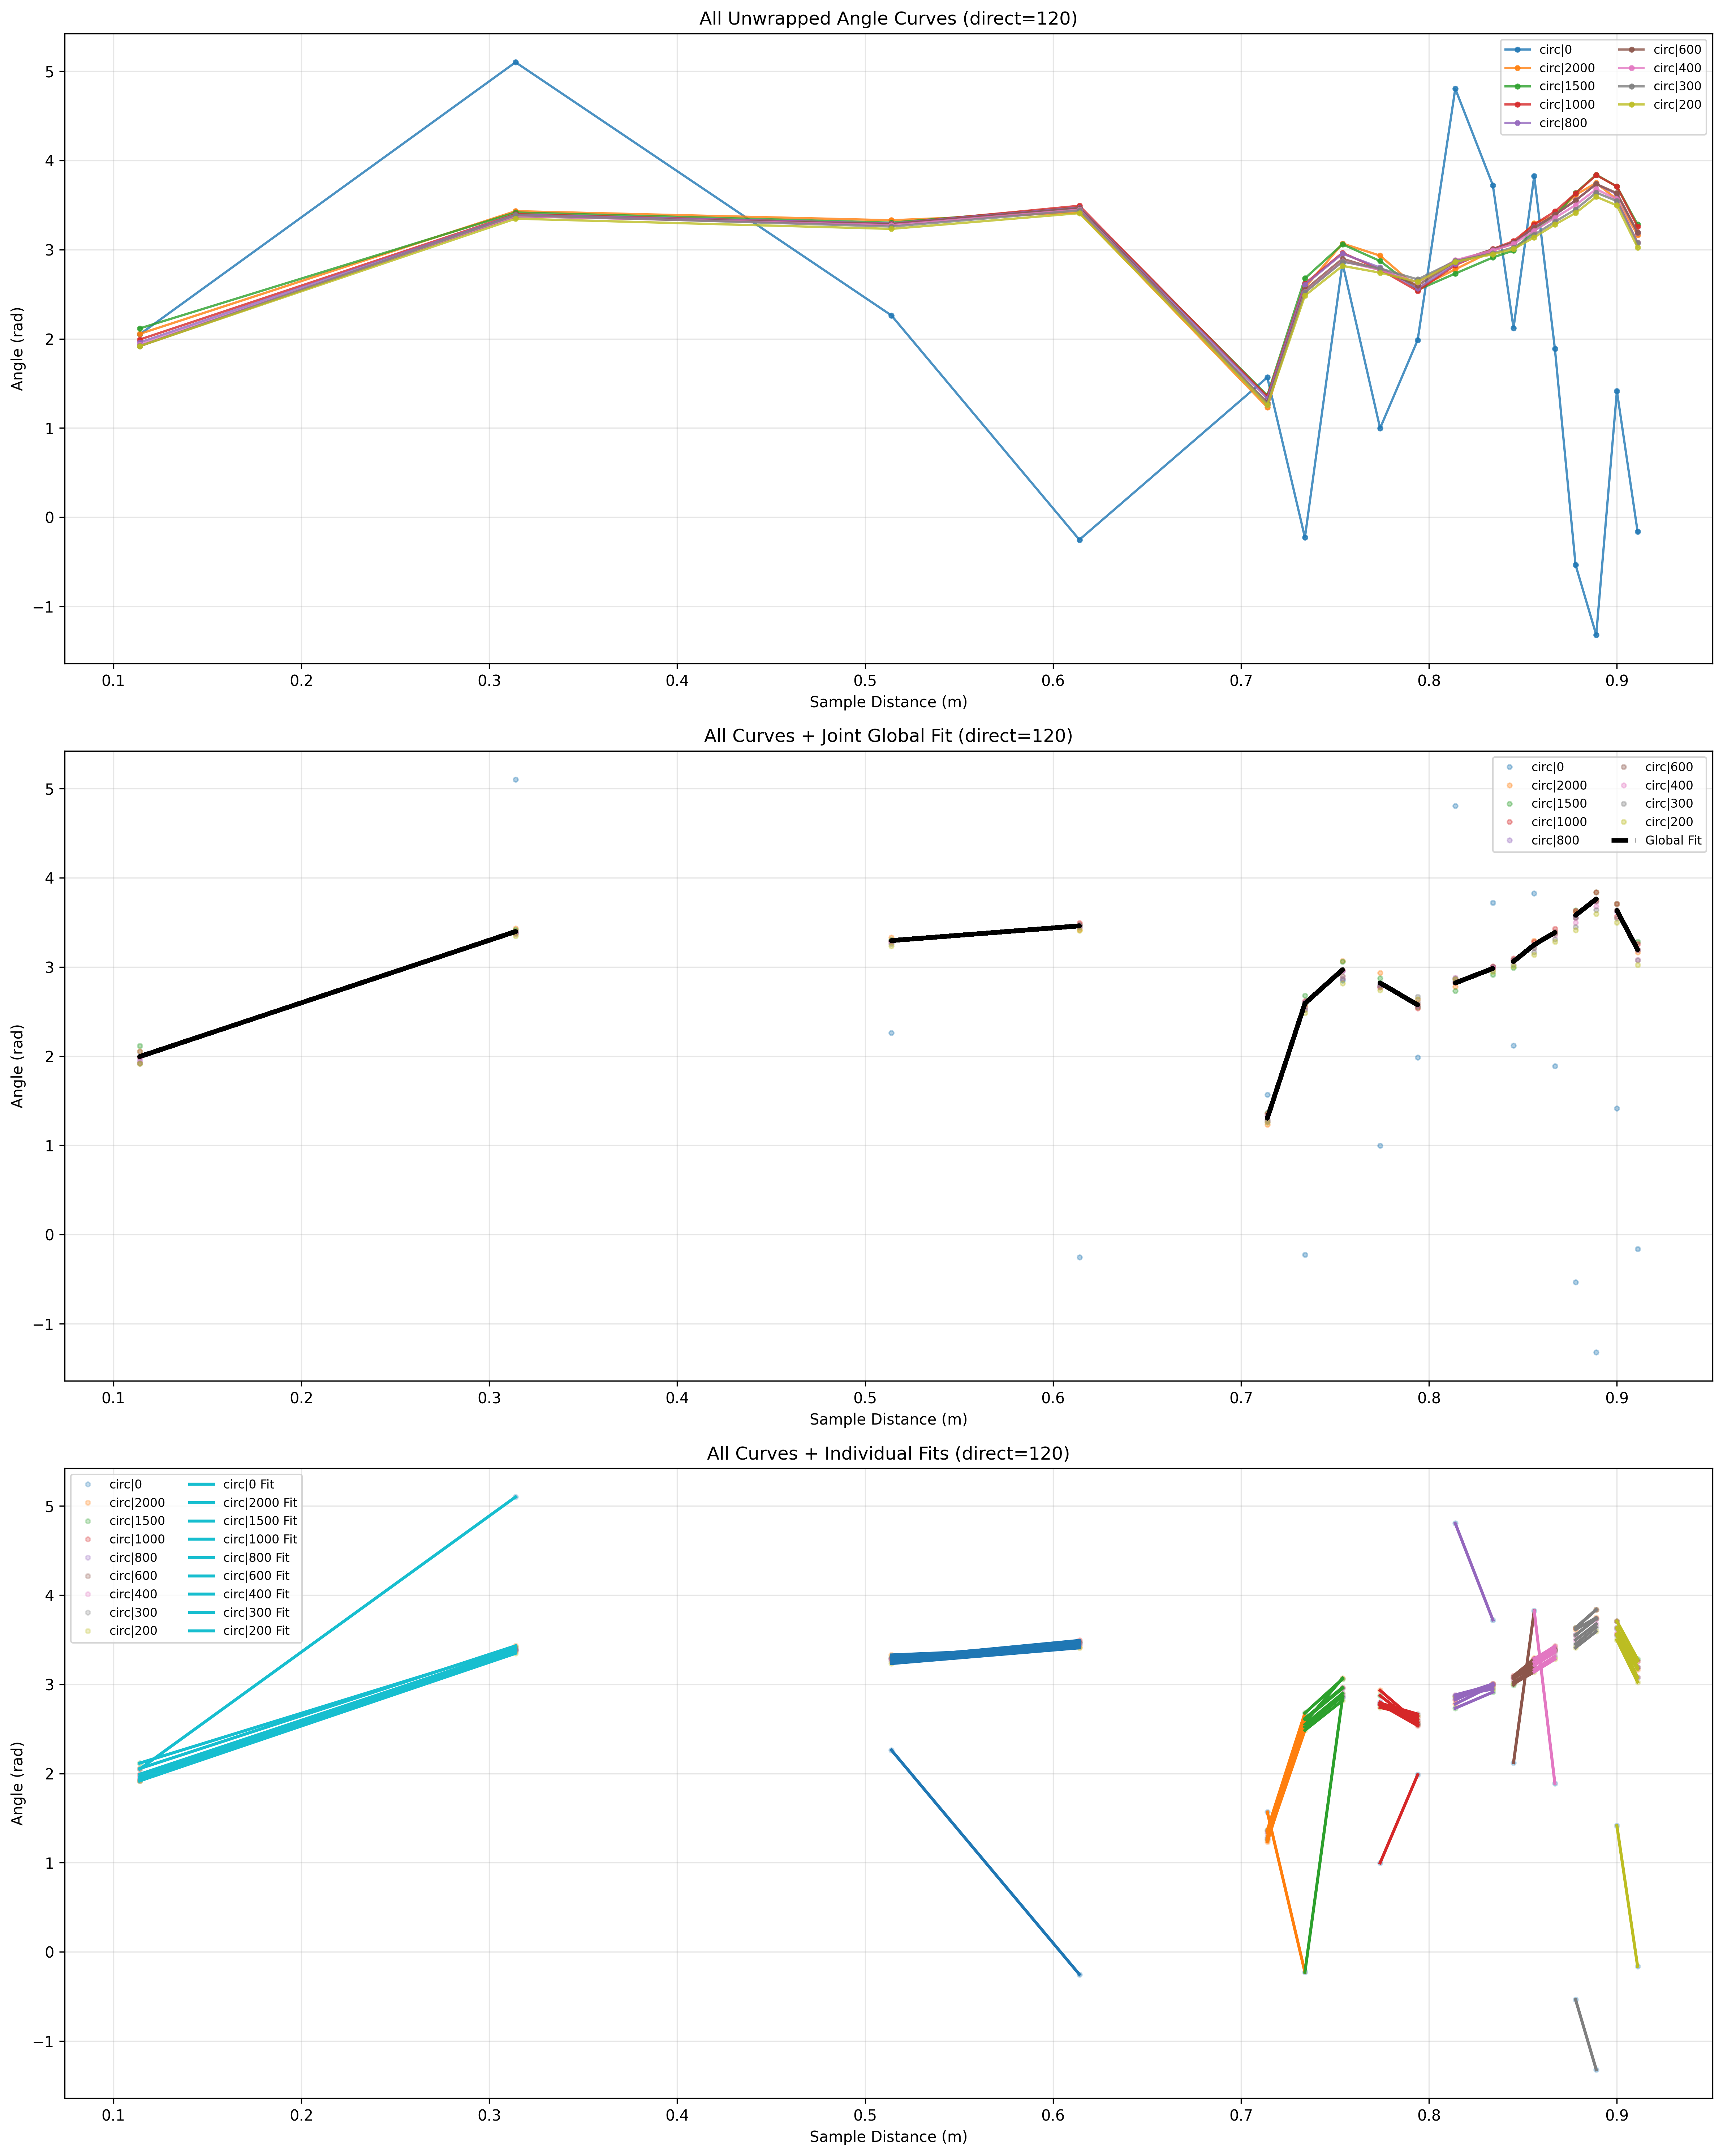 All Unwrapped Angle Curves (direct=120)
circ|0
circ|2000
circ|1500
circ|1000
circ|800
circ|600
circ|400
circ|300
circ|200
5
4
3
2
1
0
−1
Angle (rad)
0.1 0.2 0.3 0.4 0.5 0.6 0.7 0.8 0.9
Sample Distance (m)
All Curves + Joint Global Fit (direct=120)
circ|0
circ|2000
circ|1500
circ|1000
circ|800
circ|600
circ|400
circ|300
circ|200
Global Fit
5
4
3
2
1
0
−1
Angle (rad)
0.1 0.2 0.3 0.4 0.5 0.6 0.7 0.8 0.9
Sample Distance (m)
All Curves + Individual Fits (direct=120)
circ|0
circ|2000
circ|1500
circ|1000
circ|800
circ|600
circ|400
circ|300
circ|200
circ|0 Fit
circ|2000 Fit
circ|1500 Fit
circ|1000 Fit
circ|800 Fit
circ|600 Fit
circ|400 Fit
circ|300 Fit
circ|200 Fit
5
4
3
2
1
0
−1
Angle (rad)
0.1 0.2 0.3 0.4 0.5 0.6 0.7 0.8 0.9
Sample Distance (m)